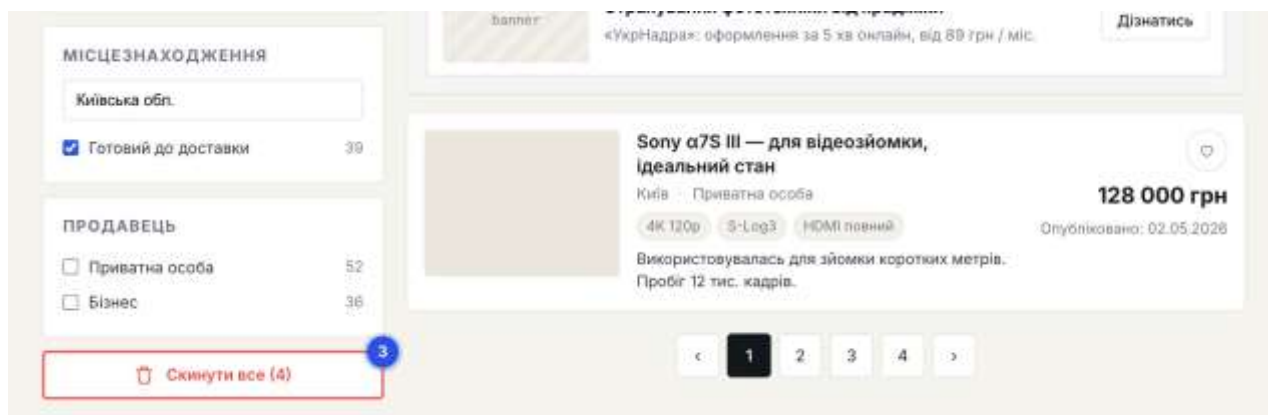 МІСЦЕЗНАХОДЖЕННЯ
Київська обл.
Готовий до доставки 39
ПРОДАВЕЦЬ
Приватна особа 52
Бізнес 36
Скинути все (4)
3
banner
«УкрНадра»: оформлення за 5 хв онлайн, від 89 грн / міс.
Дізнатись
Sony α7S III — для відеозйомки,
ідеальний стан
Київ · Приватна особа
4K 120p S-Log3 HDMI повний
Використовувалась для зйомки коротких метрів.
Пробіг 12 тис. кадрів.
128 000 грн
Опубліковано: 02.05.2026
‹ 1 2 3 4 ›